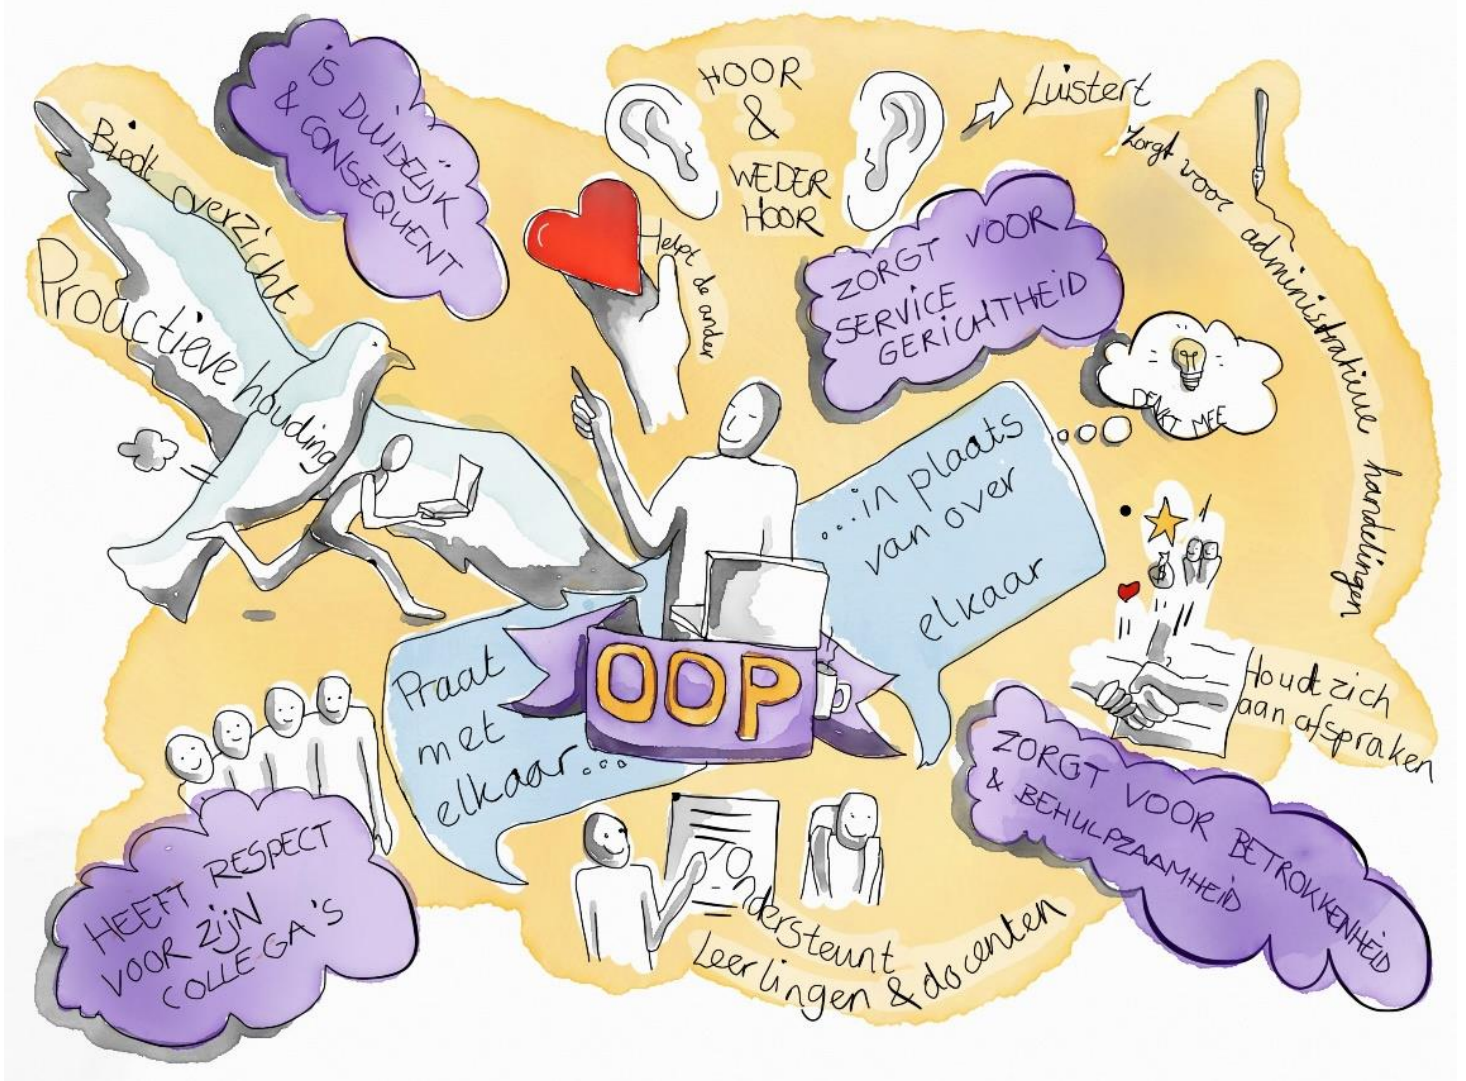 Biedt overzicht
Proactieve houding
is DUIDELIJK
& CONSEQUENT
HOOR
&
WEDER
HOOR
Luistert
Helpt de ander
ZORGT VOOR
SERVICE
GERICHTHEID
zorgt voor administratieve handelingen
DENKT MEE
Praat
met
elkaar...
...in plaats
van over
elkaar
OOP
Houdt zich
aan afspraken
ZORGT VOOR BETROKKENHEID
& BEHULPZAAMHEID
HEEFT RESPECT
VOOR ZIJN
COLLEGA'S
Ondersteunt
Leerlingen & docenten